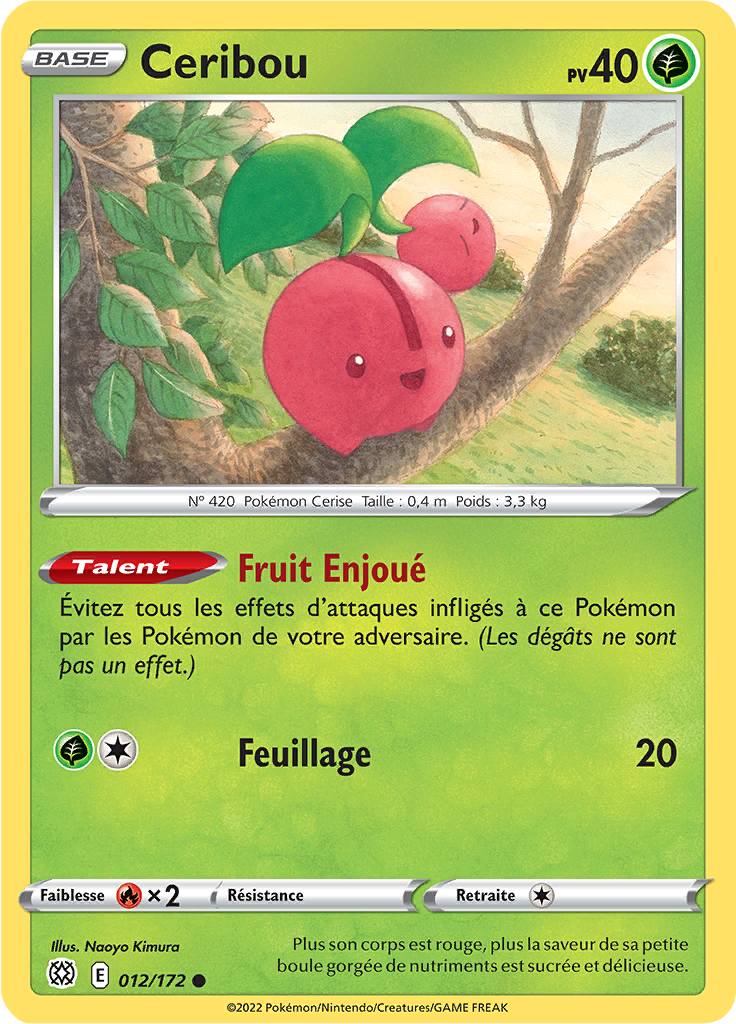 BASE Ceribou PV 40
N° 420 Pokémon Cerise Taille : 0,4 m Poids : 3,3 kg
Talent Fruit Enjoué
Évitez tous les effets d'attaques infligés à ce Pokémon
par les Pokémon de votre adversaire. (Les dégâts ne sont
pas un effet.)
Feuillage 20
Faiblesse ×2 Résistance Retraite
Illus. Naoyo Kimura
Plus son corps est rouge, plus la saveur de sa petite
boule gorgée de nutriments est sucrée et délicieuse.
E 012/172
©2022 Pokémon/Nintendo/Creatures/GAME FREAK